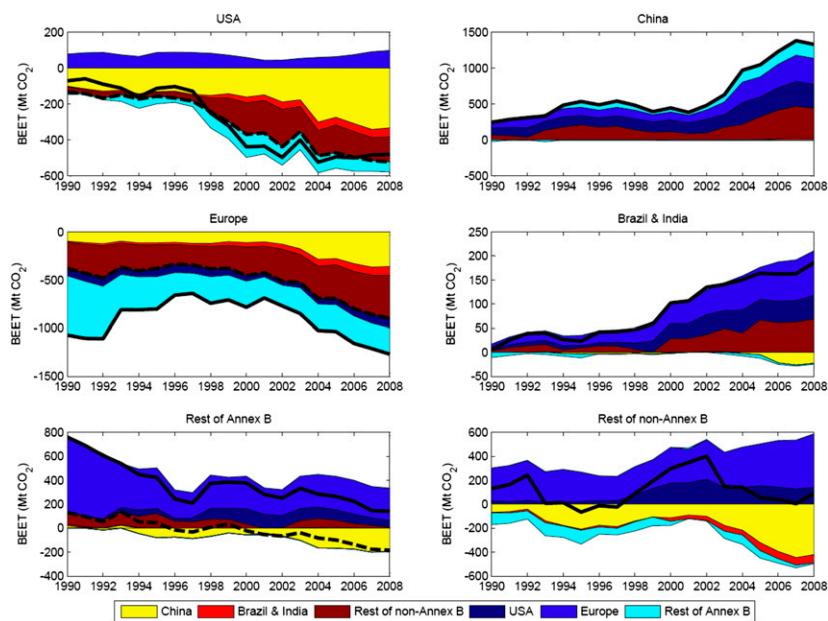 USA
BEET (Mt CO2)
200
0
-200
-400
-600
1990 1992 1994 1996 1998 2000 2002 2004 2006 2008
China
BEET (Mt CO2)
1500
1000
500
0
-500
1990 1992 1994 1996 1998 2000 2002 2004 2006 2008
Europe
BEET (Mt CO2)
0
-500
-1000
-1500
1990 1992 1994 1996 1998 2000 2002 2004 2006 2008
Brazil & India
BEET (Mt CO2)
250
200
150
100
50
0
-50
1990 1992 1994 1996 1998 2000 2002 2004 2006 2008
Rest of Annex B
BEET (Mt CO2)
800
600
400
200
0
-200
-400
1990 1992 1994 1996 1998 2000 2002 2004 2006 2008
Rest of non-Annex B
BEET (Mt CO2)
600
400
200
0
-200
-400
-600
1990 1992 1994 1996 1998 2000 2002 2004 2006 2008
China Brazil & India Rest of non-Annex B USA Europe Rest of Annex B